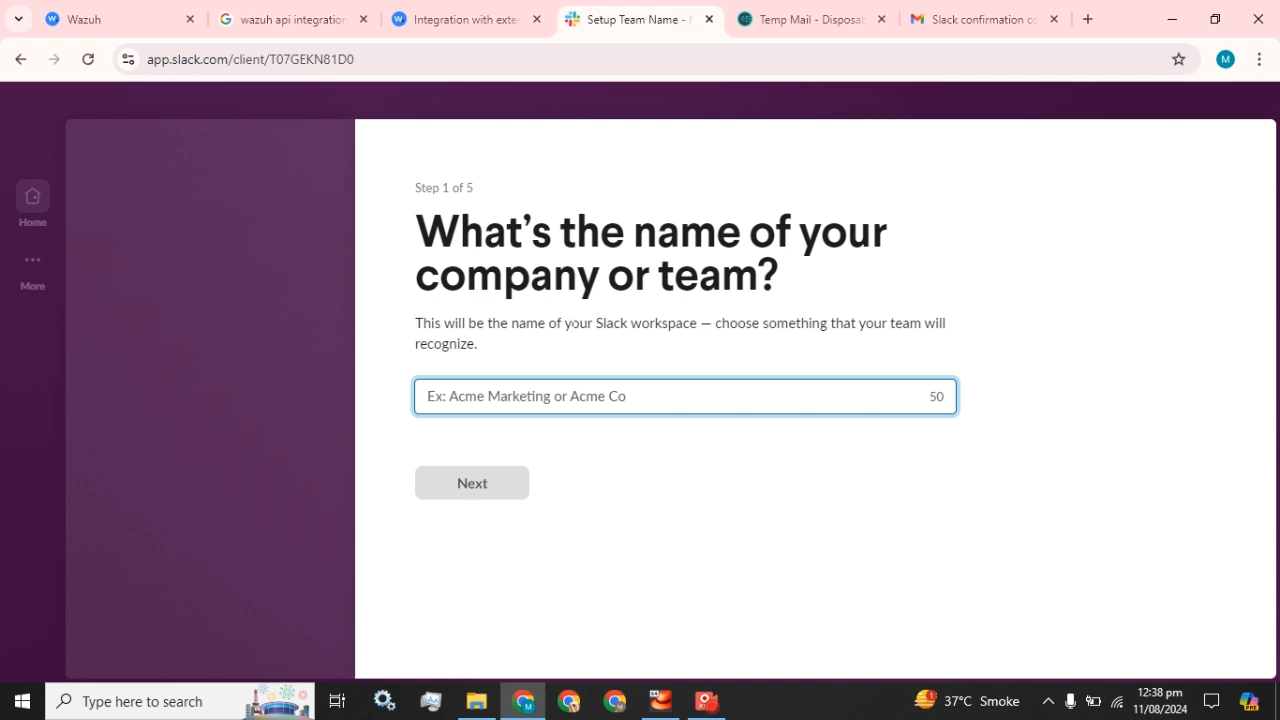 Wazuh
wazuh api integration
Integration with exter
Setup Team Name -
Temp Mail - Disposa
Slack confirmation co
app.slack.com/client/T07GEKN81D0
M
Home
More
Step 1 of 5
What's the name of your
company or team?
This will be the name of your Slack workspace — choose something that your team will
recognize.
Ex: Acme Marketing or Acme Co
50
Next
Type here to search
37°C Smoke
12:38 pm
11/08/2024